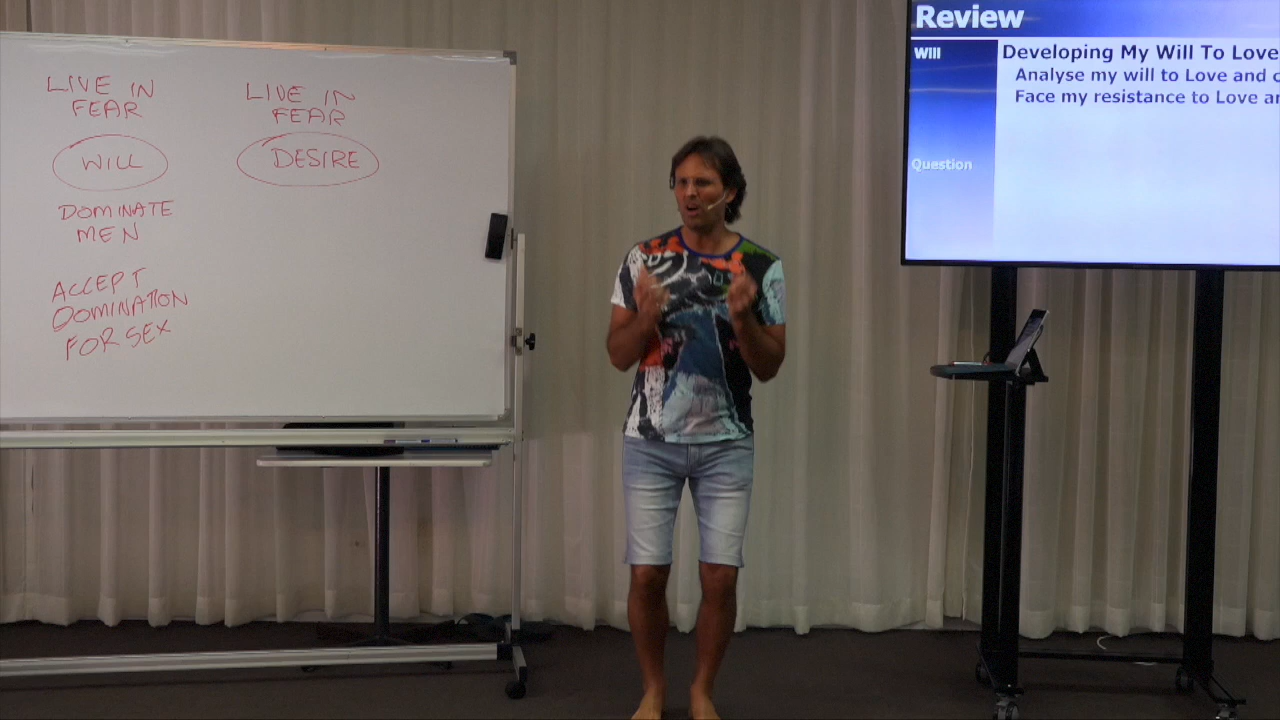 LIVE IN
FEAR
WILL
DOMINATE
MEN
ACCEPT
DOMINATION
FOR SEX
LIVE IN
FEAR
DESIRE
Review
Will
Developing My Will To Love
Analyse my will to Love and
Face my resistance to Love
Question